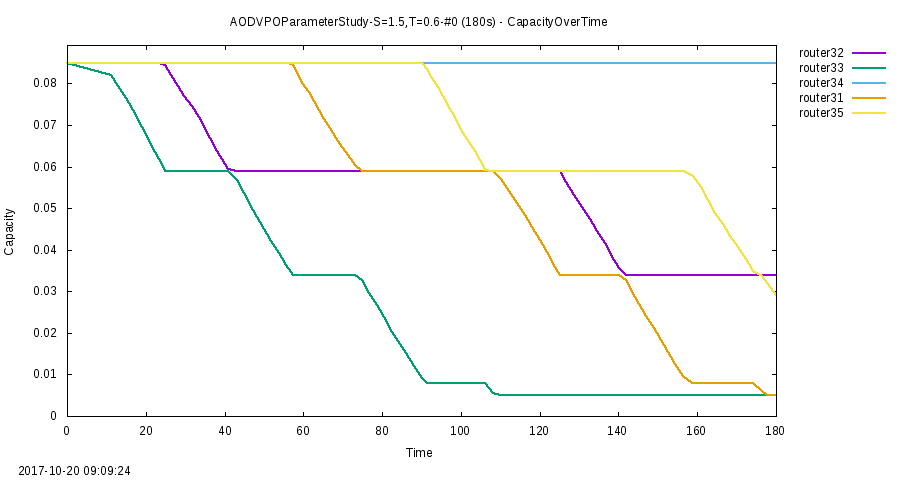 AODVPOParameterStudy-S=1.5,T=0.6-#0 (180s) - CapacityOverTime
router32
router33
router34
router31
router35
0.08
0.07
0.06
0.05
0.04
0.03
0.02
0.01
0
Capacity
0 20 40 60 80 100 120 140 160 180
Time
2017-10-20 09:09:24